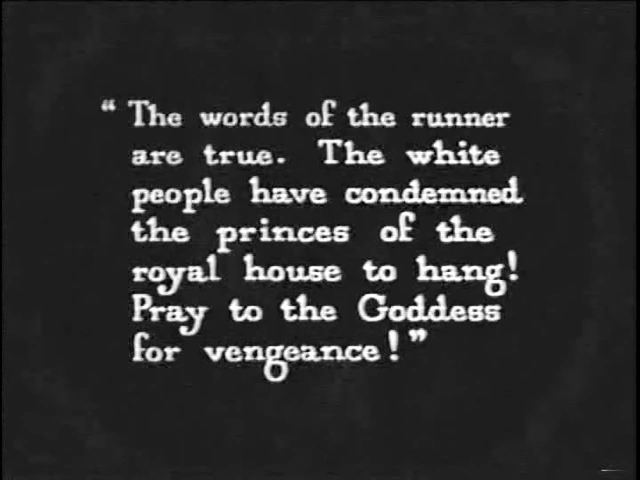 “ The words of the runner
are true. The white
people have condemned
the princes of the
royal house to hang!
Pray to the Goddess
for vengeance!”